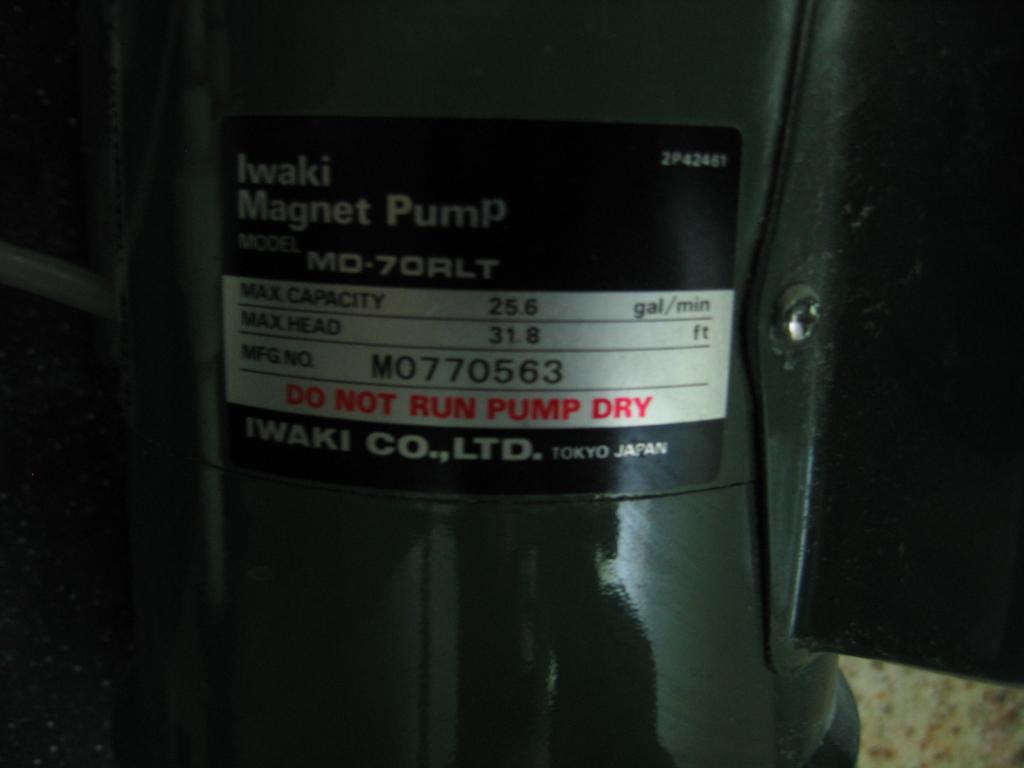 Iwaki
2P42461
Magnet Pump
MODEL MD-70RLT
MAX.CAPACITY 25.6 gal/min
MAX.HEAD 31.8 ft
MFG.NO. M0770563
DO NOT RUN PUMP DRY
IWAKI CO.,LTD. TOKYO JAPAN